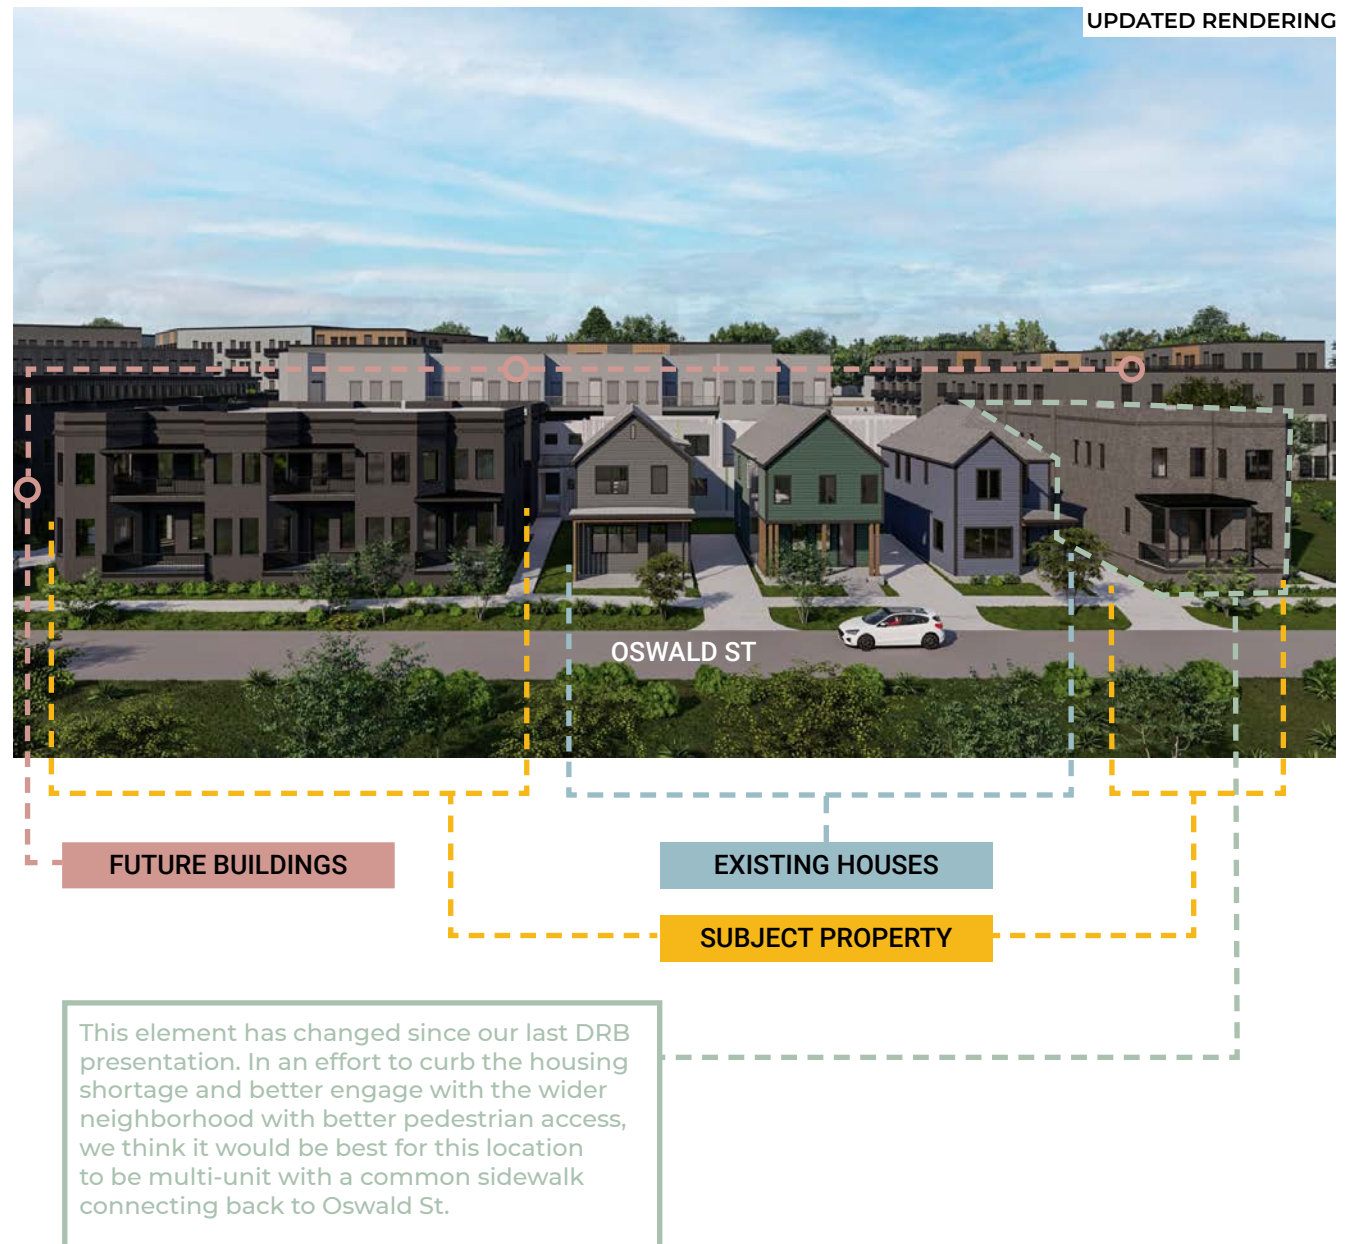 UPDATED RENDERING
OSWALD ST
FUTURE BUILDINGS
EXISTING HOUSES
SUBJECT PROPERTY
This element has changed since our last DRB
presentation. In an effort to curb the housing
shortage and better engage with the wider
neighborhood with better pedestrian access,
we think it would be best for this location
to be multi-unit with a common sidewalk
connecting back to Oswald St.